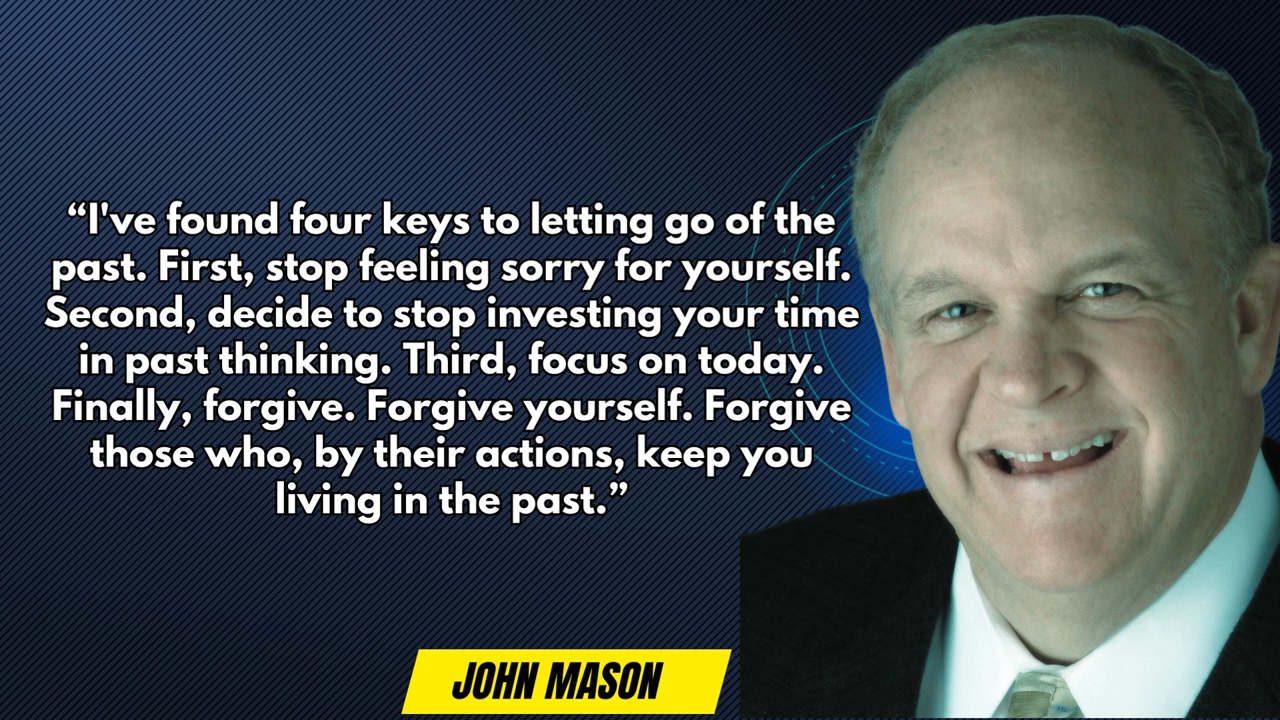 “I've found four keys to letting go of the
past. First, stop feeling sorry for yourself.
Second, decide to stop investing your time
in past thinking. Third, focus on today.
Finally, forgive. Forgive yourself. Forgive
those who, by their actions, keep you
living in the past.”
JOHN MASON